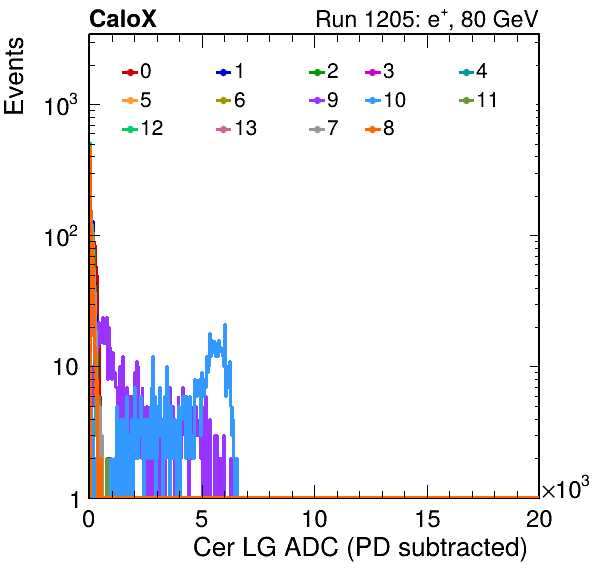 CaloX Run 1205: e⁺, 80 GeV
Events
0 1 2 3 4
5 6 9 10 11
12 13 7 8
10³
10²
10
1
0 5 10 15 20
×10³
Cer LG ADC (PD subtracted)